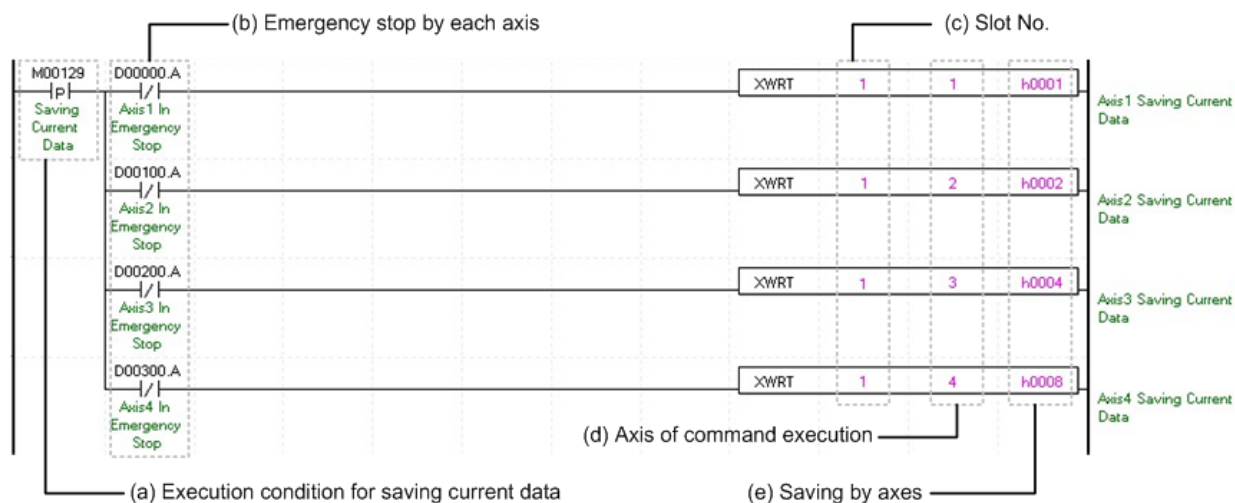 (b) Emergency stop by each axis
(c) Slot No.
M00129
D00000.A
P
XWRT 1 1 h0001
Saving
Current
Data
Axis1 In
Emergency
Stop
Axis1 Saving Current
Data
D00100.A
XWRT 1 2 h0002
Axis2 In
Emergency
Stop
Axis2 Saving Current
Data
D00200.A
XWRT 1 3 h0004
Axis3 In
Emergency
Stop
Axis3 Saving Current
Data
D00300.A
XWRT 1 4 h0008
Axis4 In
Emergency
Stop
Axis4 Saving Current
Data
(d) Axis of command execution
(a) Execution condition for saving current data
(e) Saving by axes